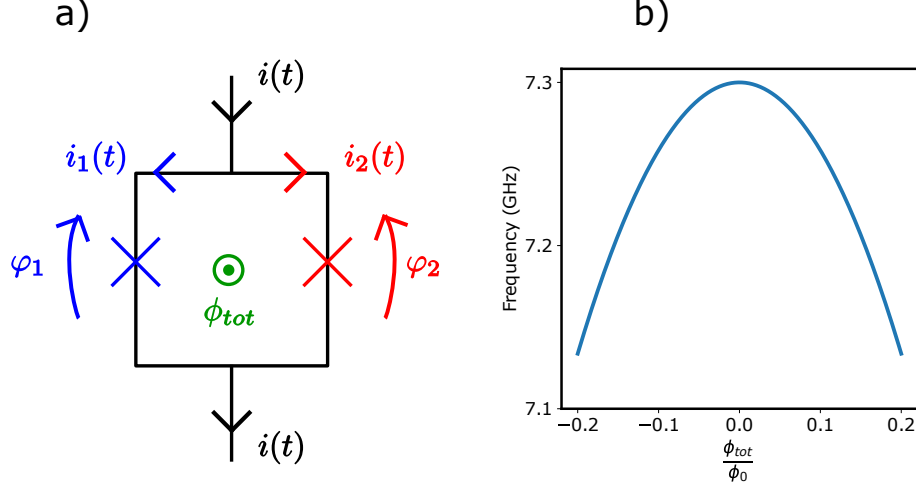 a)
i(t)
i₁(t)
i₂(t)
φ₁
φ₂
ϕ_tot
i(t)
b)
Frequency (GHz)
7.3
7.2
7.1
−0.2
−0.1
0.0
0.1
0.2
ϕ_tot
ϕ₀